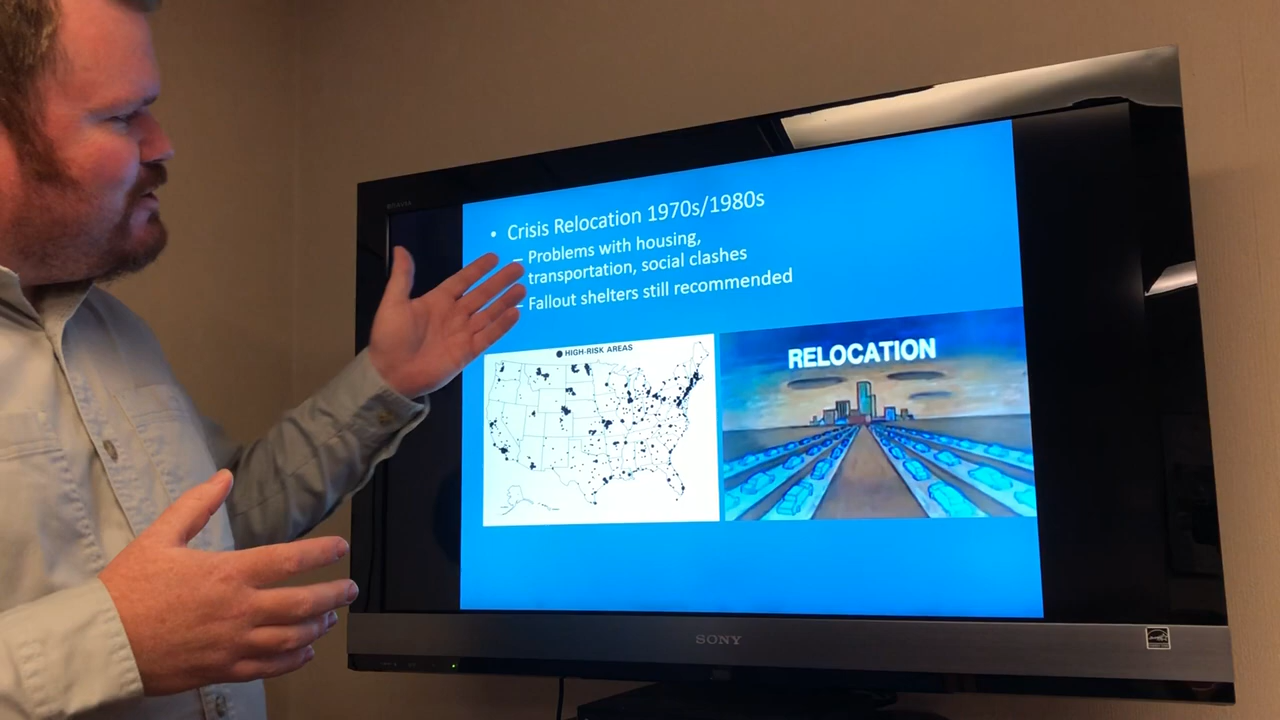 BRAVIA
• Crisis Relocation 1970s/1980s
– Problems with housing,
transportation, social clashes
– Fallout shelters still recommended
HIGH-RISK AREAS
RELOCATION
SONY